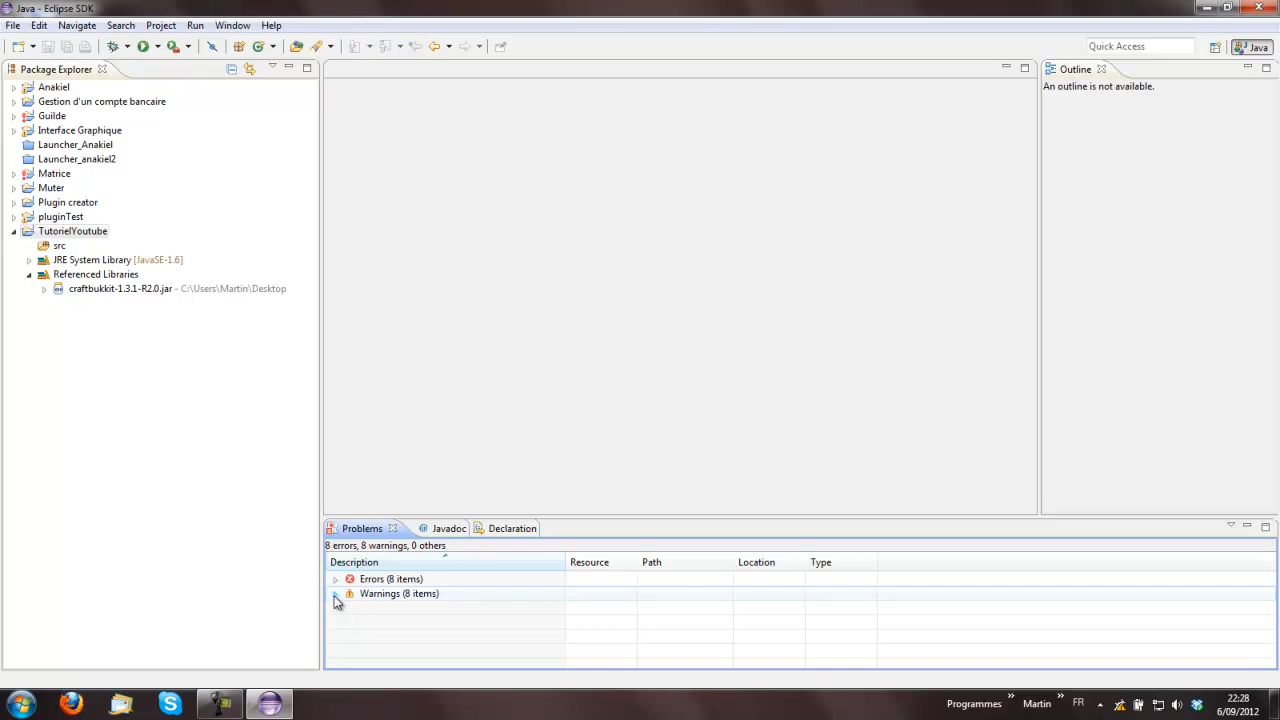 Java - Eclipse SDK
File Edit Navigate Search Project Run Window Help
Quick Access
Java
Package Explorer
Anakiel
Gestion d'un compte bancaire
Guilde
Interface Graphique
Launcher_Anakiel
Launcher_anakiel2
Matrice
Muter
Plugin creator
pluginTest
TutorielYoutube
src
JRE System Library [JavaSE-1.6]
Referenced Libraries
craftbukkit-1.3.1-R2.0.jar - C:\Users\Martin\Desktop
Outline
An outline is not available.
Problems Javadoc Declaration
8 errors, 8 warnings, 0 others
Description Resource Path Location Type
Errors (8 items)
Warnings (8 items)
Programmes » Martin » FR
22:28
6/09/2012